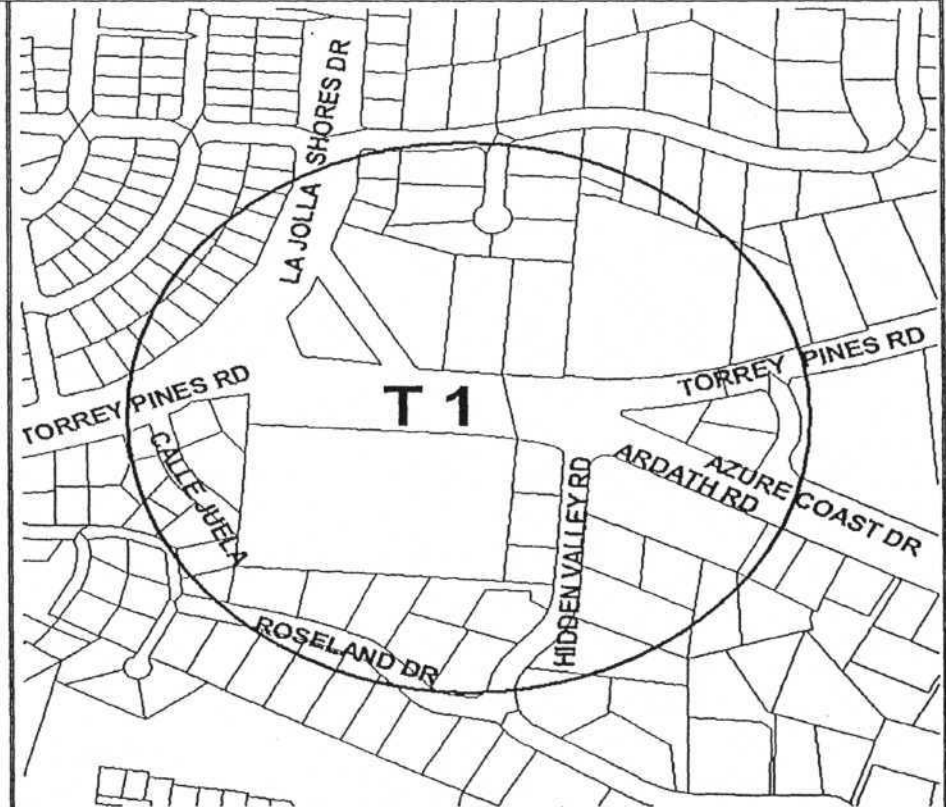 LA JOLLA SHORES DR
TORREY PINES RD
TORREY PINES RD
T 1
CALLE JUELA
ARDATH RD
AZURE COAST DR
HIDDEN VALLEY RD
ROSELAND DR